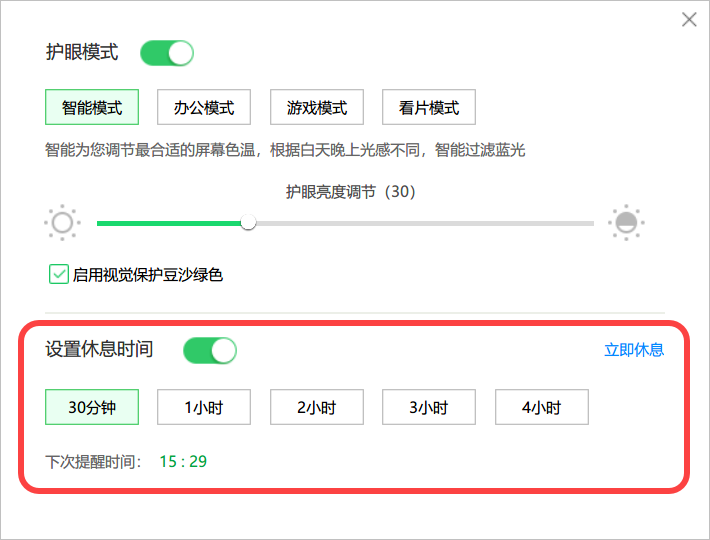 护眼模式
智能模式 办公模式 游戏模式 看片模式
智能为您调节最合适的屏幕色温，根据白天晚上光感不同，智能过滤蓝光
护眼亮度调节（30）
启用视觉保护豆沙绿色
设置休息时间 立即休息
30分钟 1小时 2小时 3小时 4小时
下次提醒时间： 15 : 29